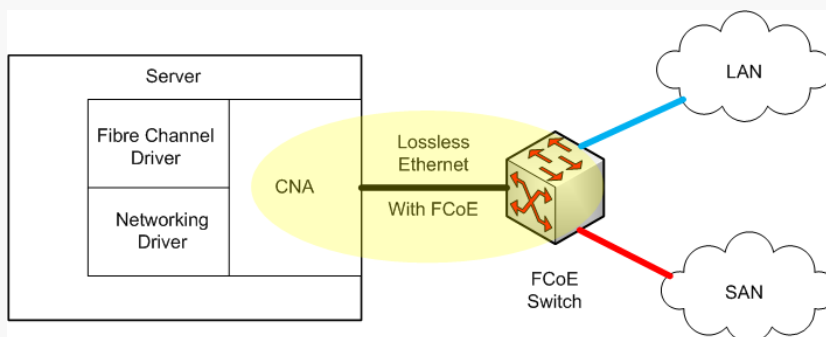 Server
Fibre Channel
Driver
Networking
Driver
CNA
Lossless
Ethernet
With FCoE
FCoE
Switch
LAN
SAN